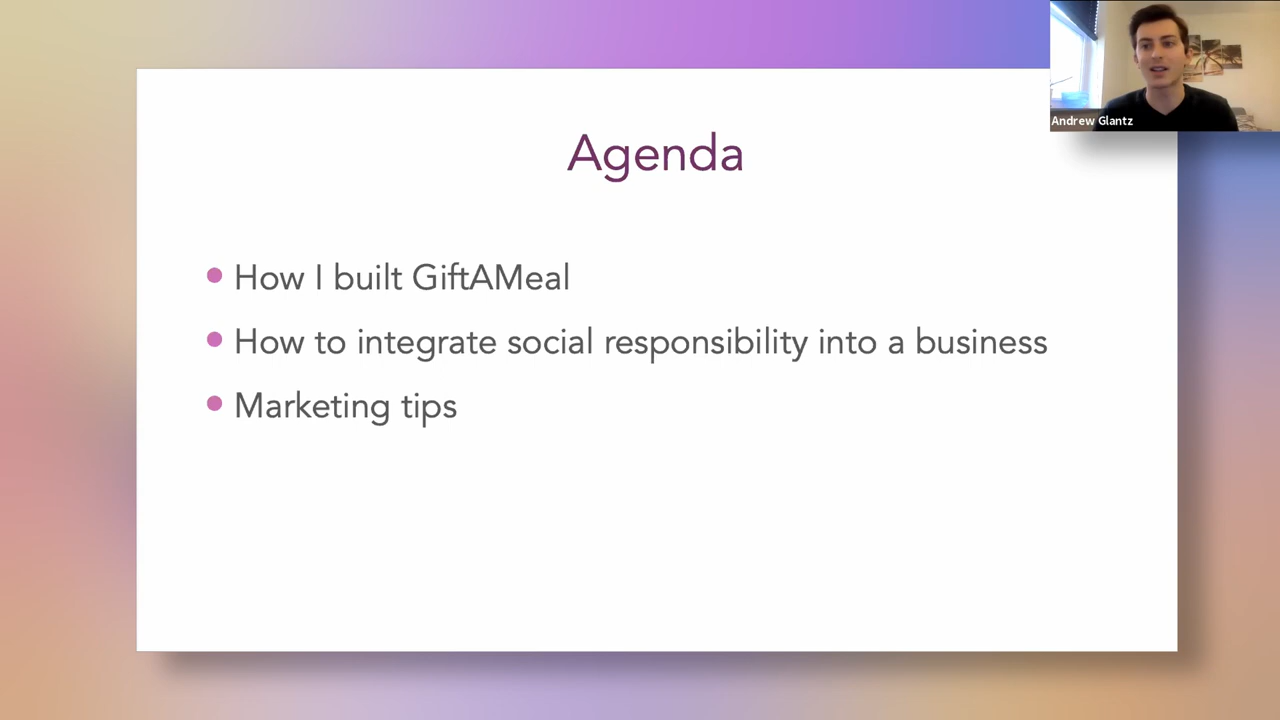 Agenda
How I built GiftAMeal
How to integrate social responsibility into a business
Marketing tips
Andrew Glantz